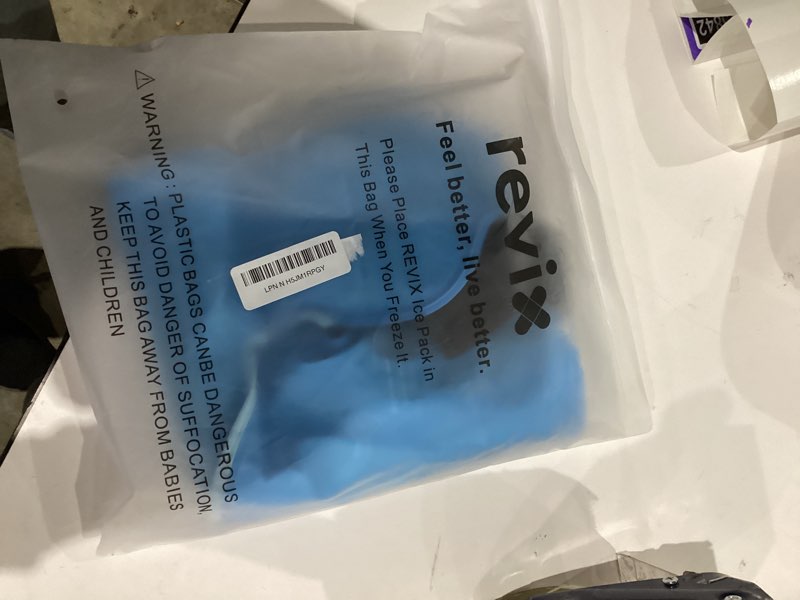 revix
Feel better, live better.
Please Place REVIX Ice Pack in
This Bag When You Freeze It.
LPN N H5JM1RPGY
WARNING: PLASTIC BAGS CANBE DANGEROUS
TO AVOID DANGER OF SUFFOCATION,
KEEP THIS BAG AWAY FROM BABIES
AND CHILDREN